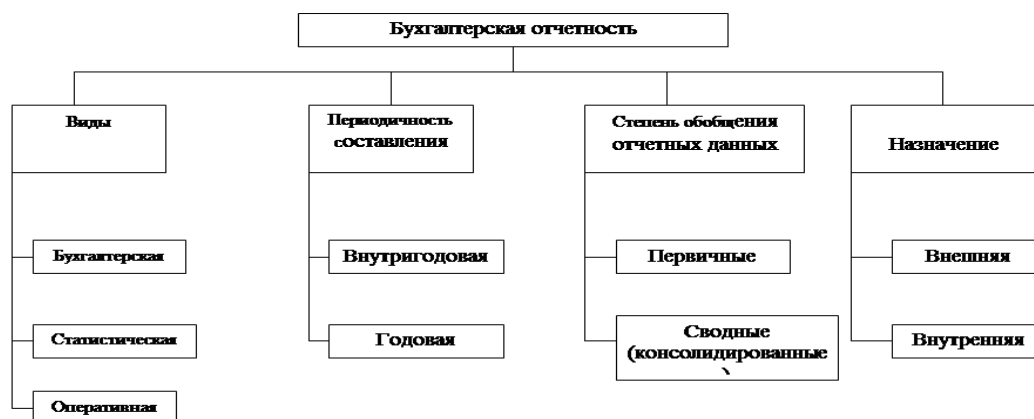 Бухгалтерская отчетность
Виды
Периодичность
составления
Степень обобщения
отчетных данных
Назначение
Бухгалтерская
Внутригодовая
Первичные
Внешняя
Статистическая
Годовая
Сводные
(консолидированные
)
Внутренняя
Оперативная